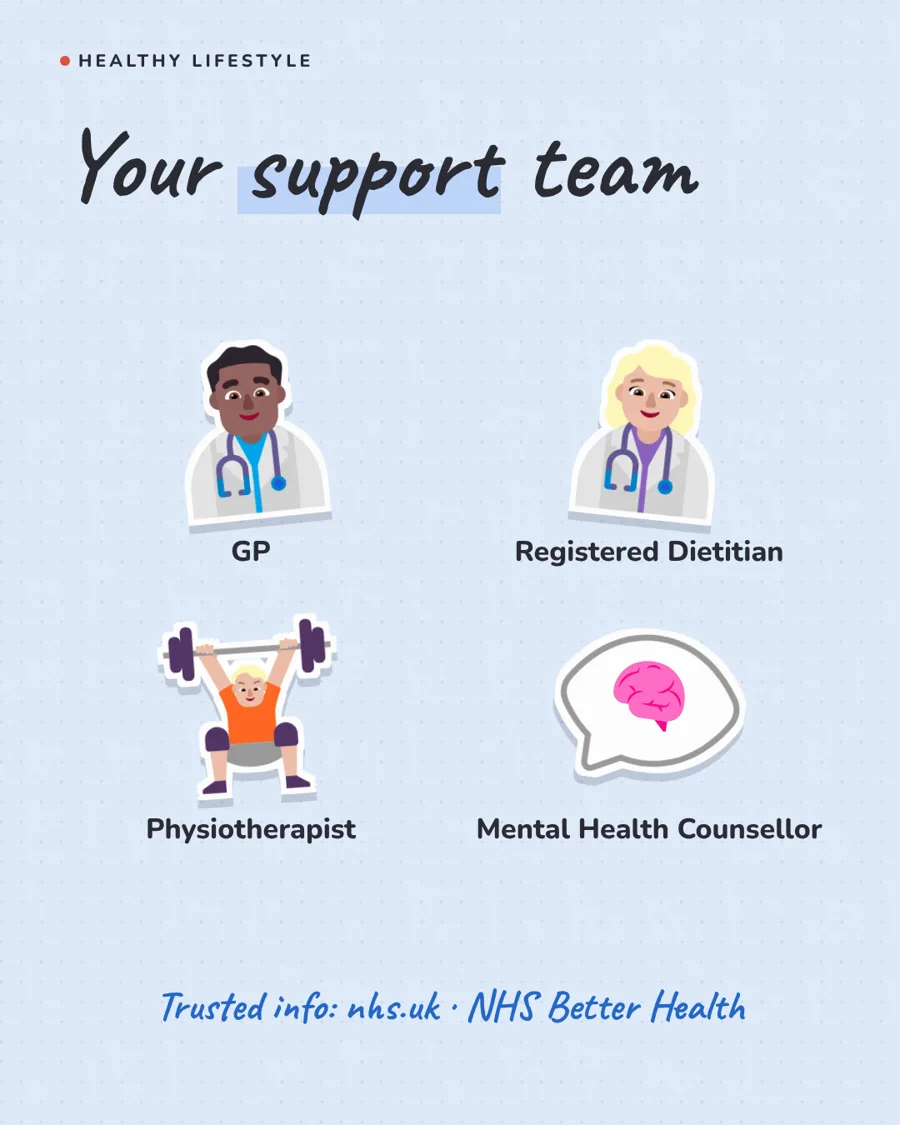 HEALTHY LIFESTYLE
Your support team
GP
Registered Dietitian
Physiotherapist
Mental Health Counsellor
Trusted info: nhs.uk · NHS Better Health